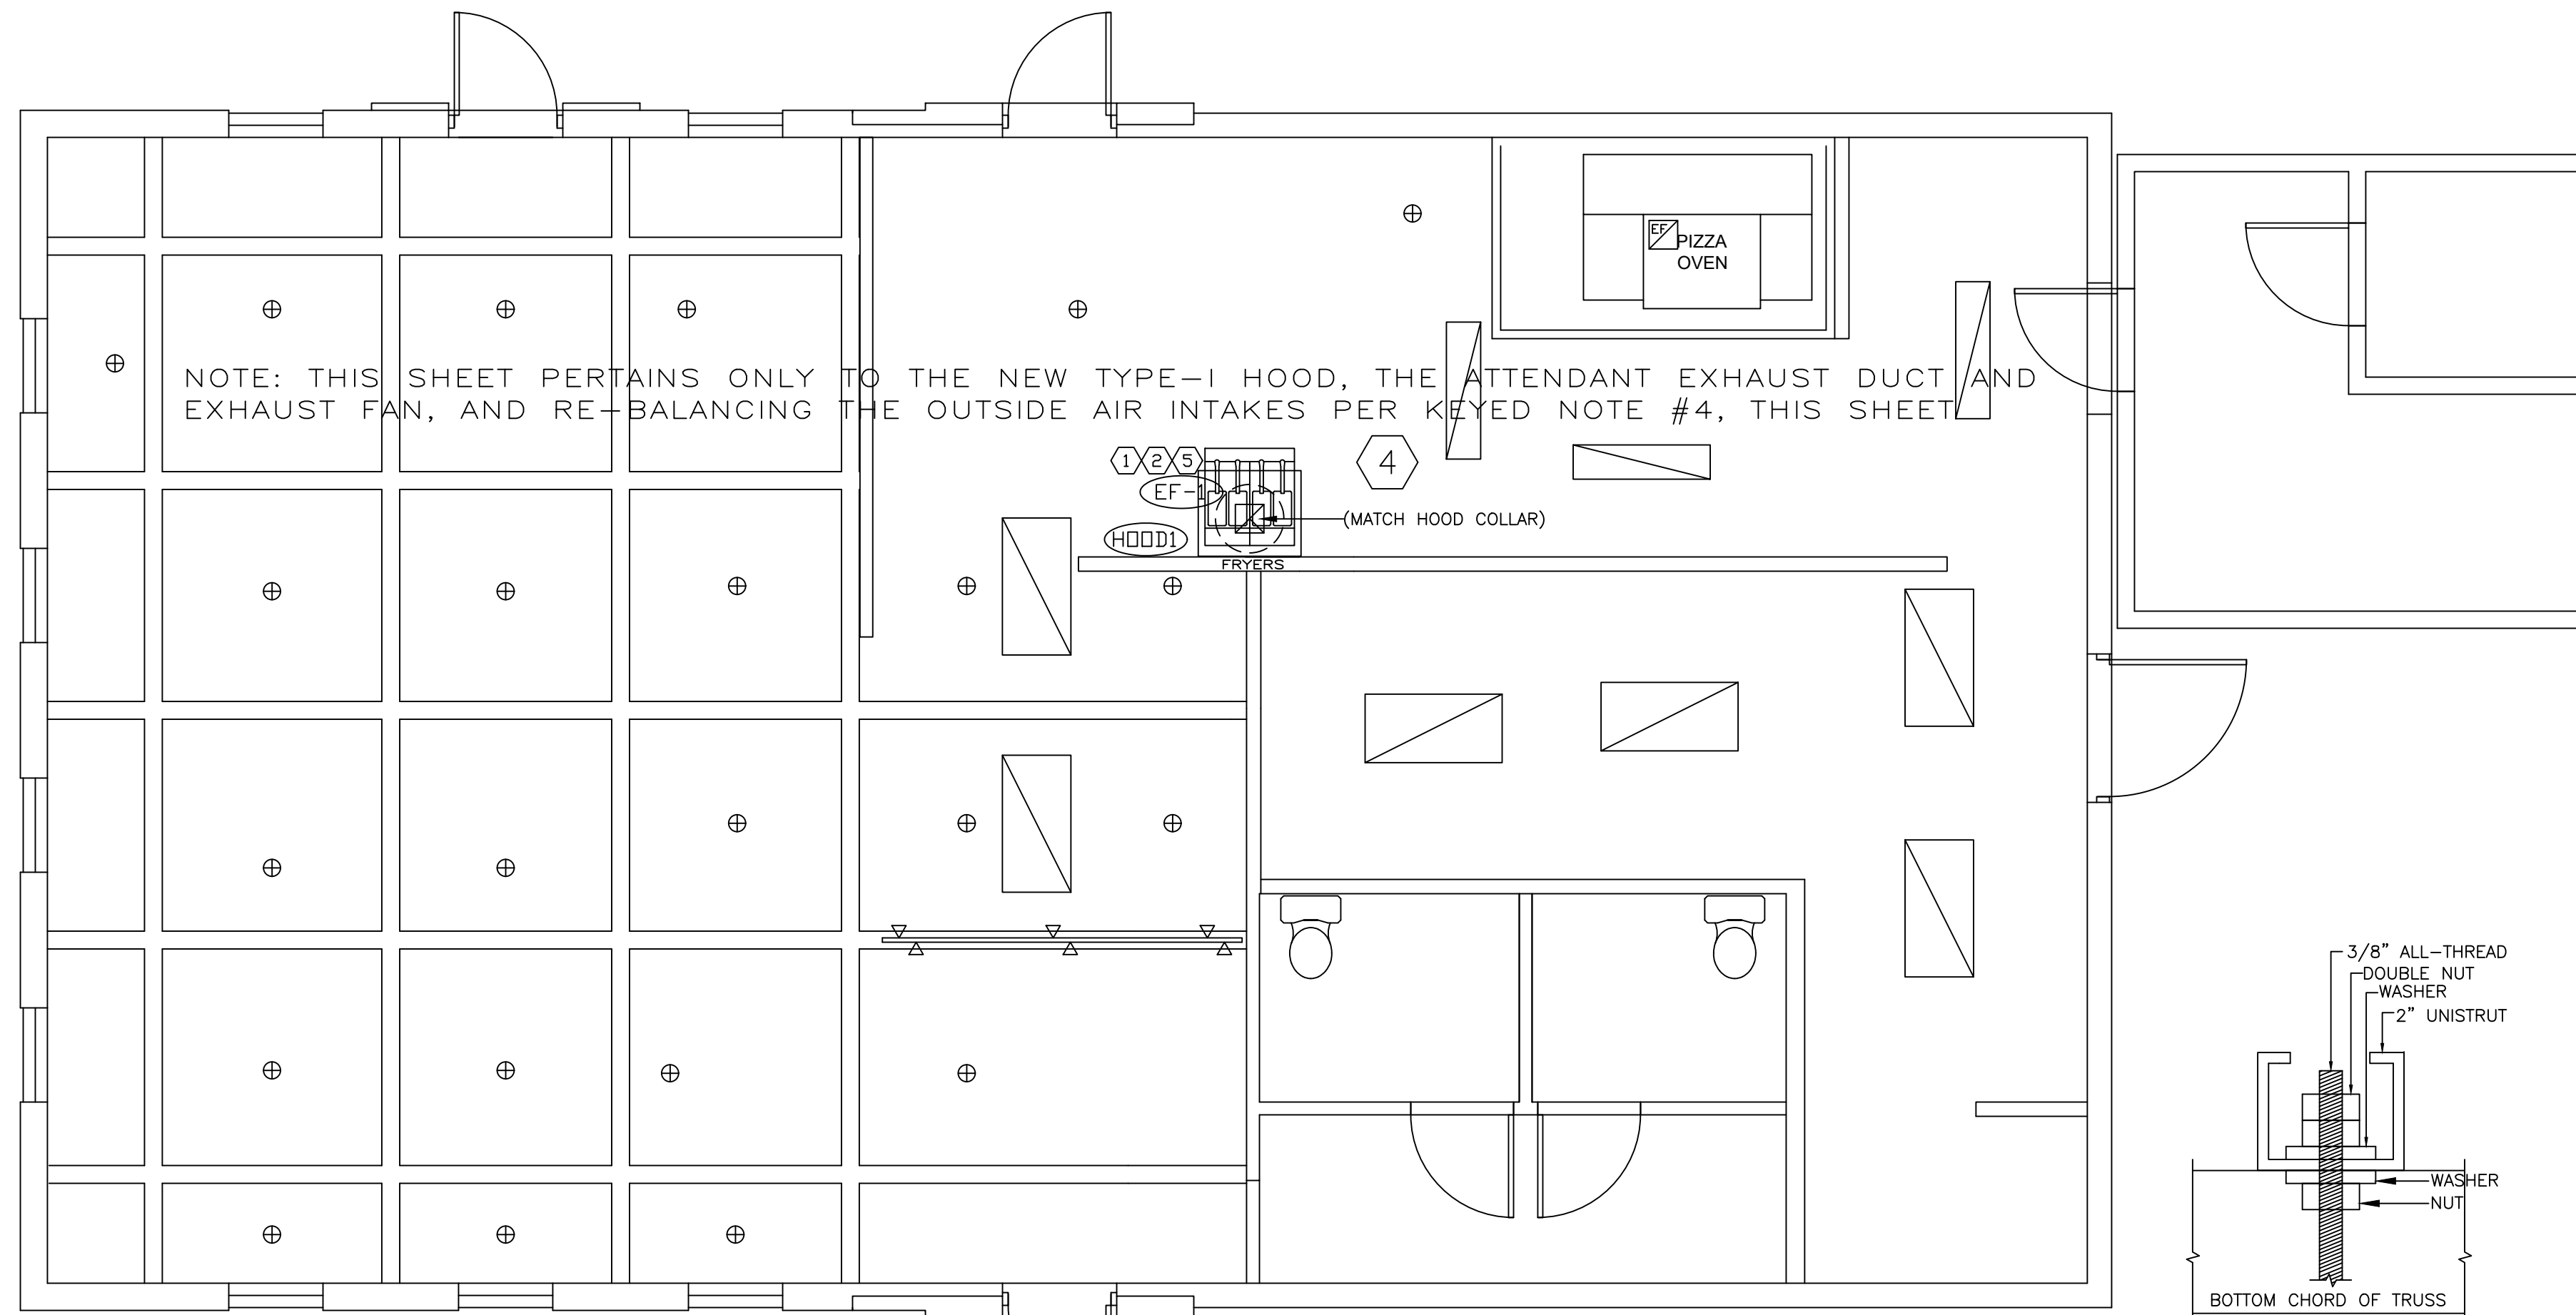 EF
PIZZA
OVEN
NOTE: THIS SHEET PERTAINS ONLY TO THE NEW TYPE-I HOOD, THE ATTENDANT EXHAUST DUCT AND
EXHAUST FAN, AND RE-BALANCING THE OUTSIDE AIR INTAKES PER KEYED NOTE #4, THIS SHEET
1 2 5
4
EF-1
(MATCH HOOD COLLAR)
HOOD1
FRYERS
3/8" ALL-THREAD
DOUBLE NUT
WASHER
2" UNISTRUT
WASHER
NUT
BOTTOM CHORD OF TRUSS